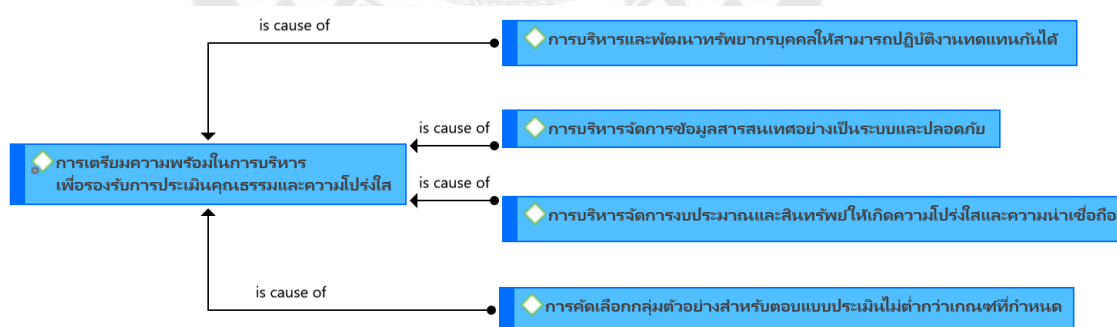 is cause of
การบริหารและพัฒนาทรัพยากรบุคคลให้สามารถปฏิบัติงานทดแทนกันได้
is cause of
การบริหารจัดการข้อมูลสารสนเทศอย่างเป็นระบบและปลอดภัย
การเตรียมความพร้อมในการบริหาร
เพื่อรองรับการประเมินคุณธรรมและความโปร่งใส
is cause of
การบริหารจัดการงบประมาณและสินทรัพย์ให้เกิดความโปร่งใสและความน่าเชื่อถือ
is cause of
การคัดเลือกกลุ่มตัวอย่างสำหรับตอบแบบประเมินไม่ต่ำกว่าเกณฑ์ที่กำหนด